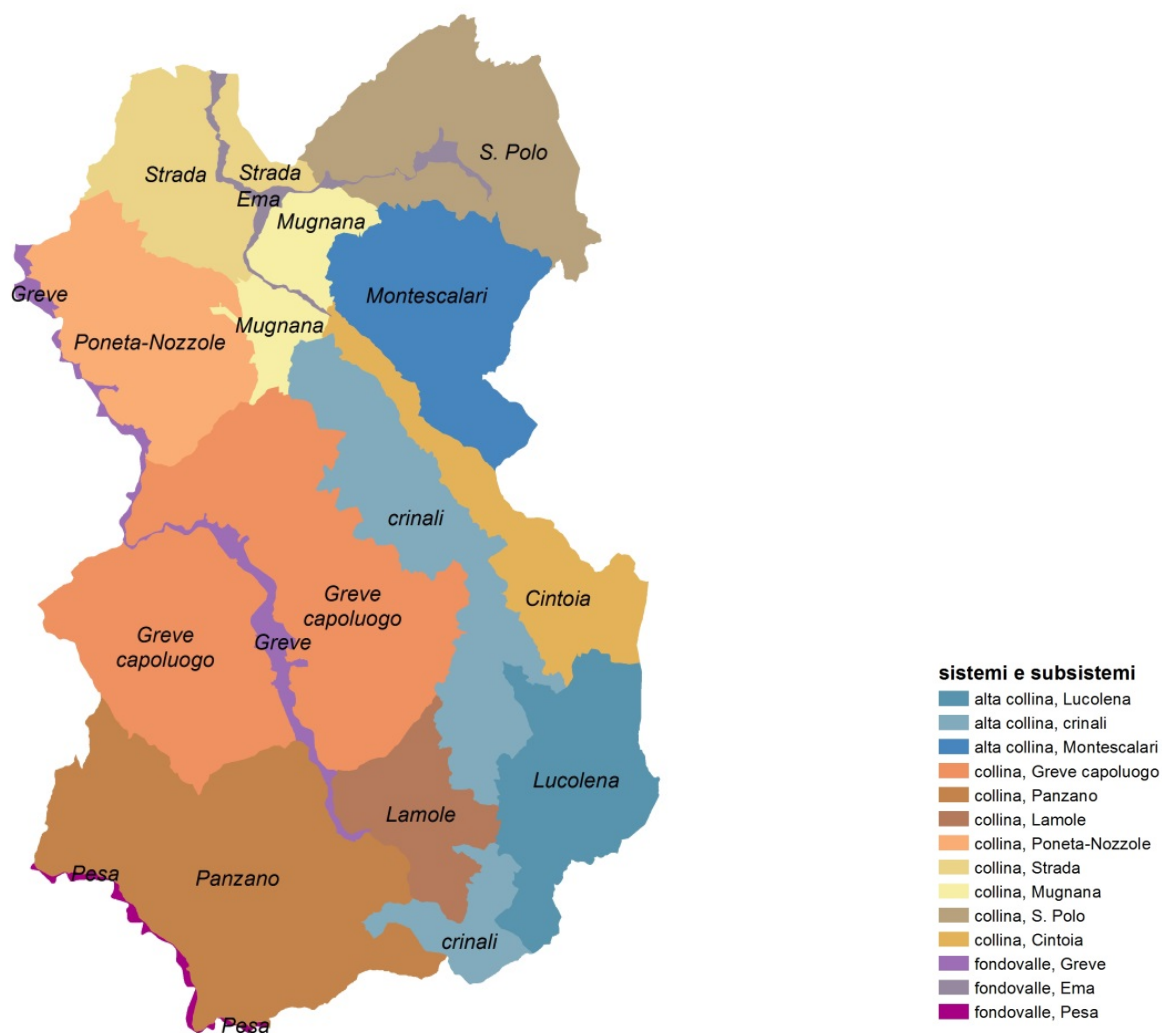 S. Polo
Strada
Strada
Ema
Mugnana
Greve
Montescalari
Mugnana
Poneta-Nozzole
crinali
Cintoia
Greve
capoluogo
Greve
capoluogo
Greve
Lucolena
Lamole
Pesa
Panzano
crinali
Pesa
sistemi e subsistemi
alta collina, Lucolena
alta collina, crinali
alta collina, Montescalari
collina, Greve capoluogo
collina, Panzano
collina, Lamole
collina, Poneta-Nozzole
collina, Strada
collina, Mugnana
collina, S. Polo
collina, Cintoia
fondovalle, Greve
fondovalle, Ema
fondovalle, Pesa